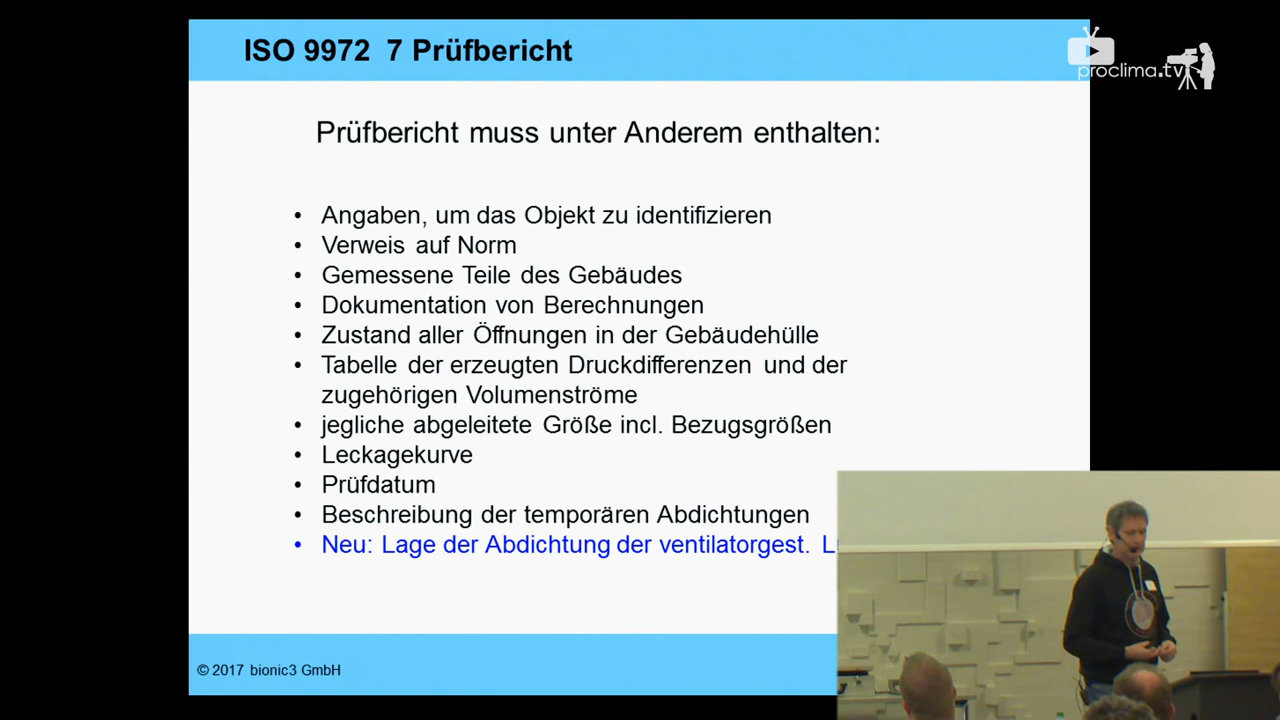 ISO 9972 7 Prüfbericht
proclima.tv
Prüfbericht muss unter Anderem enthalten:
• Angaben, um das Objekt zu identifizieren
• Verweis auf Norm
• Gemessene Teile des Gebäudes
• Dokumentation von Berechnungen
• Zustand aller Öffnungen in der Gebäudehülle
• Tabelle der erzeugten Druckdifferenzen und der
zugehörigen Volumenströme
• jegliche abgeleitete Größe incl. Bezugsgrößen
• Leckagekurve
• Prüfdatum
• Beschreibung der temporären Abdichtungen
• Neu: Lage der Abdichtung der ventilatorgest.
© 2017 bionic3 GmbH